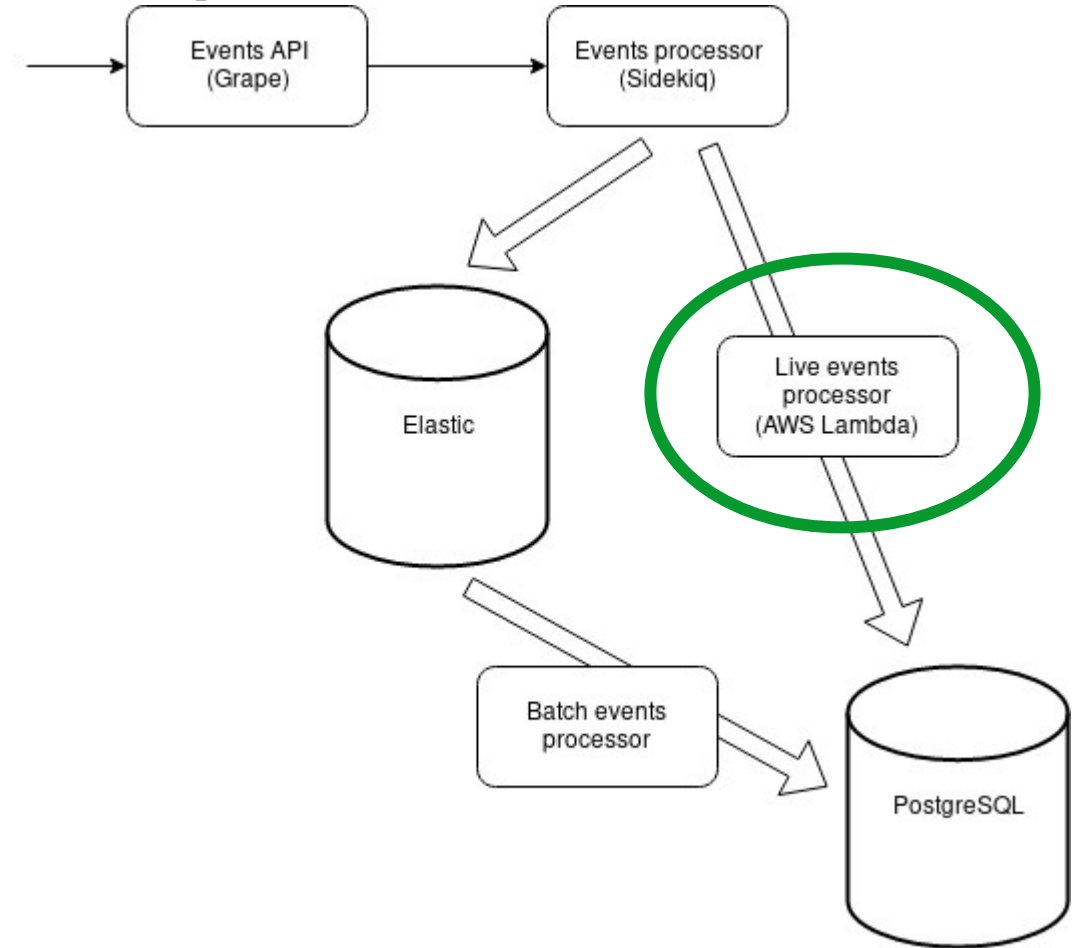 Events API
(Grape)
Events processor
(Sidekiq)
Elastic
Live events
processor
(AWS Lambda)
Batch events
processor
PostgreSQL